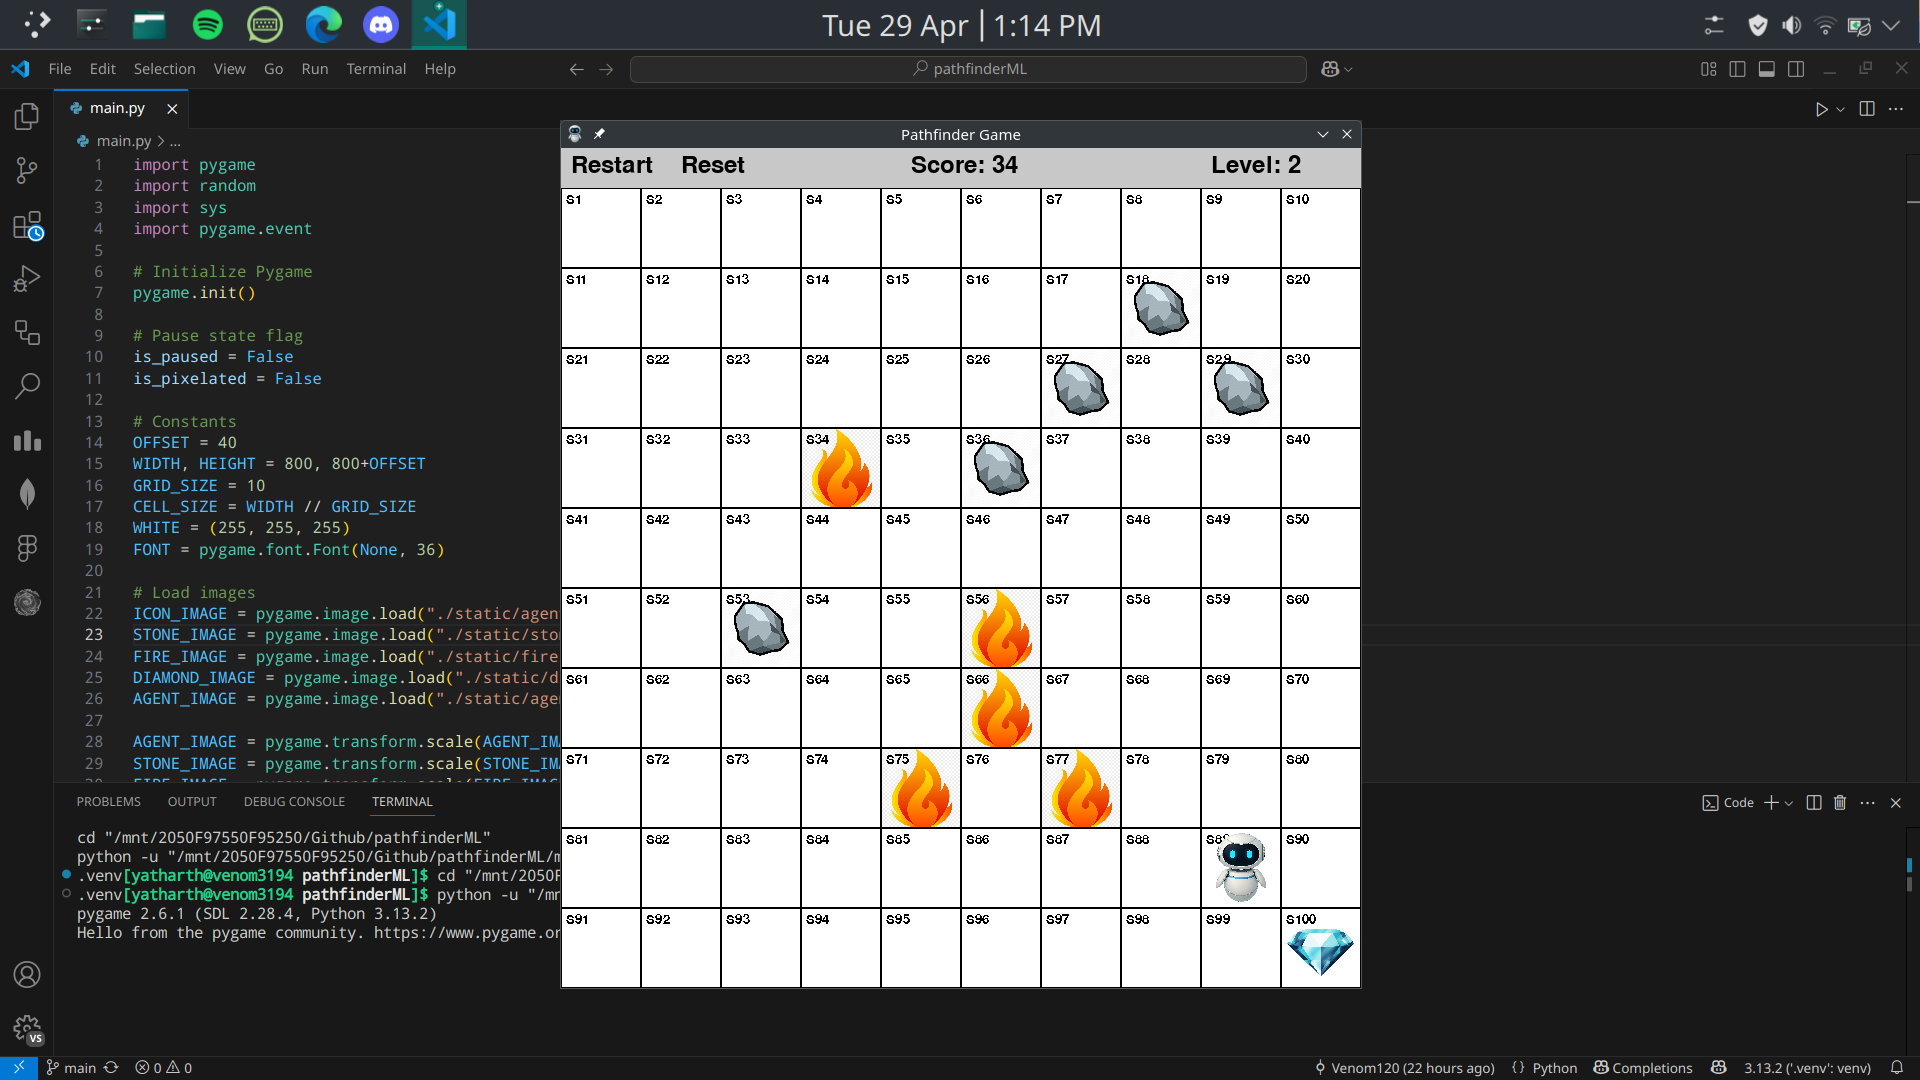 Tue 29 Apr | 1:14 PM
File Edit Selection View Go Run Terminal Help
pathfinderML
main.py
main.py > ...
1 import pygame
2 import random
3 import sys
4 import pygame.event
5
6 # Initialize Pygame
7 pygame.init()
8
9 # Pause state flag
10 is_paused = False
11 is_pixelated = False
12
13 # Constants
14 OFFSET = 40
15 WIDTH, HEIGHT = 800, 800+OFFSET
16 GRID_SIZE = 10
17 CELL_SIZE = WIDTH // GRID_SIZE
18 WHITE = (255, 255, 255)
19 FONT = pygame.font.Font(None, 36)
20
21 # Load images
22 ICON_IMAGE = pygame.image.load("./static/agen
23 STONE_IMAGE = pygame.image.load("./static/sto
24 FIRE_IMAGE = pygame.image.load("./static/fire
25 DIAMOND_IMAGE = pygame.image.load("./static/d
26 AGENT_IMAGE = pygame.image.load("./static/age
27
28 AGENT_IMAGE = pygame.transform.scale(AGENT_IM
29 STONE_IMAGE = pygame.transform.scale(STONE_IM
Pathfinder Game
Restart Reset Score: 34 Level: 2
S1 S2 S3 S4 S5 S6 S7 S8 S9 S10
S11 S12 S13 S14 S15 S16 S17 S18 S19 S20
S21 S22 S23 S24 S25 S26 S27 S28 S29 S30
S31 S32 S33 S34 S35 S36 S37 S38 S39 S40
S41 S42 S43 S44 S45 S46 S47 S48 S49 S50
S51 S52 S53 S54 S55 S56 S57 S58 S59 S60
S61 S62 S63 S64 S65 S66 S67 S68 S69 S70
S71 S72 S73 S74 S75 S76 S77 S78 S79 S80
S81 S82 S83 S84 S85 S86 S87 S88 S90
S91 S92 S93 S94 S95 S96 S97 S98 S99 S100
PROBLEMS OUTPUT DEBUG CONSOLE TERMINAL
Code
cd "/mnt/2050F97550F95250/Github/pathfinderML"
python -u "/mnt/2050F97550F95250/Github/pathfinderML/m
.venv[yatharth@venom3194 pathfinderML]$ cd "/mnt/2050F
.venv[yatharth@venom3194 pathfinderML]$ python -u "/mn
pygame 2.6.1 (SDL 2.28.4, Python 3.13.2)
Hello from the pygame community. https://www.pygame.or
VS
main 0 0 Venom120 (22 hours ago) {} Python Completions 3.13.2 ('.venv': venv)